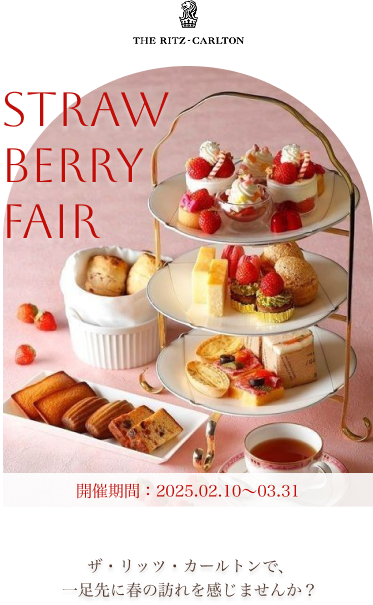 THE RITZ-CARLTON
STRAW
BERRY
FAIR
開催期間：2025.02.10〜03.31
ザ・リッツ・カールトンで、
一足先に春の訪れを感じませんか？